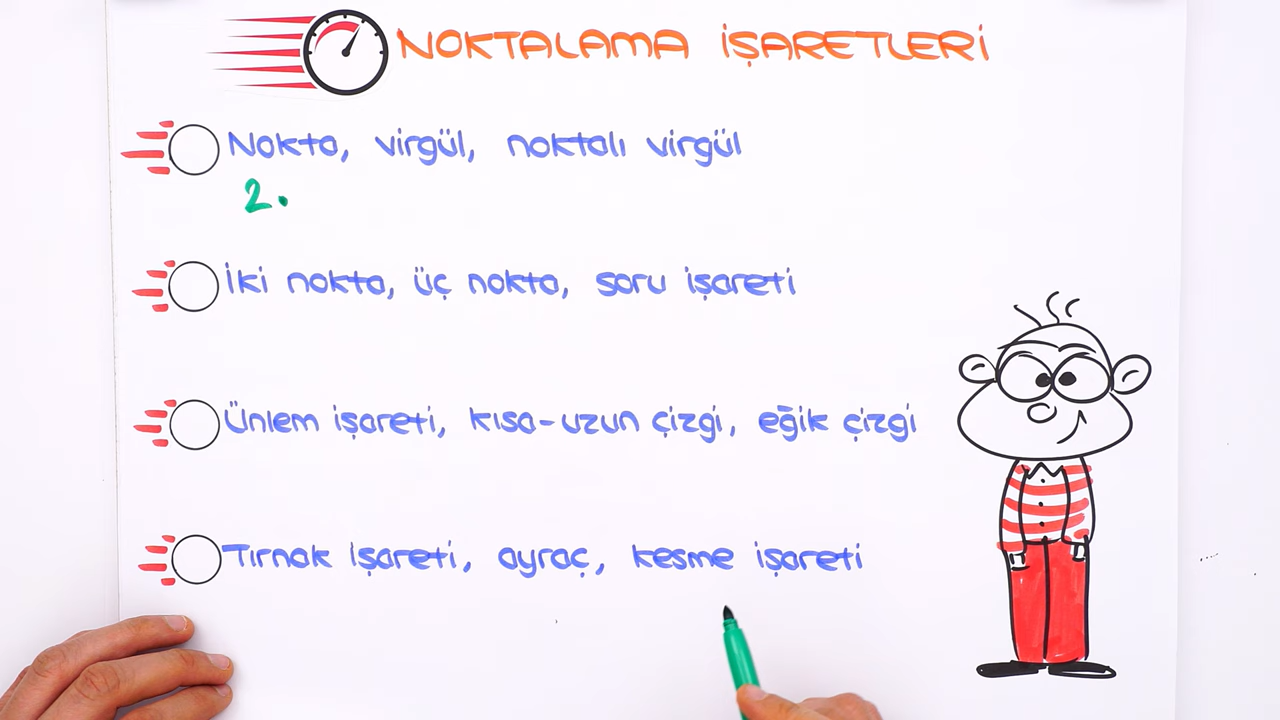 NOKTALAMA İŞARETLERİ
Nokta, virgül, noktalı virgül
2.
İki nokta, üç nokta, soru işareti
Ünlem işareti, kısa-uzun çizgi, eğik çizgi
Tırnak işareti, ayraç, kesme işareti